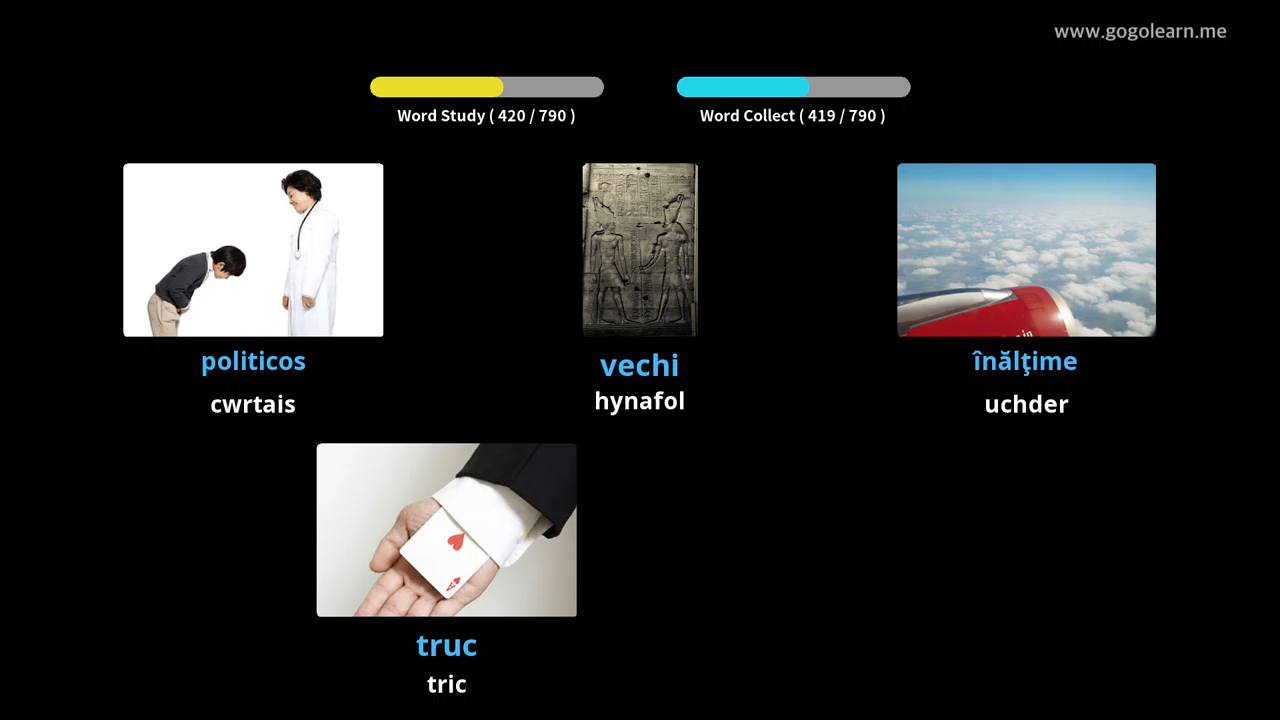 www.gogolearn.me
Word Study ( 420 / 790 )
Word Collect ( 419 / 790 )
politicos
cwrtais
vechi
hynafol
înălţime
uchder
truc
tric